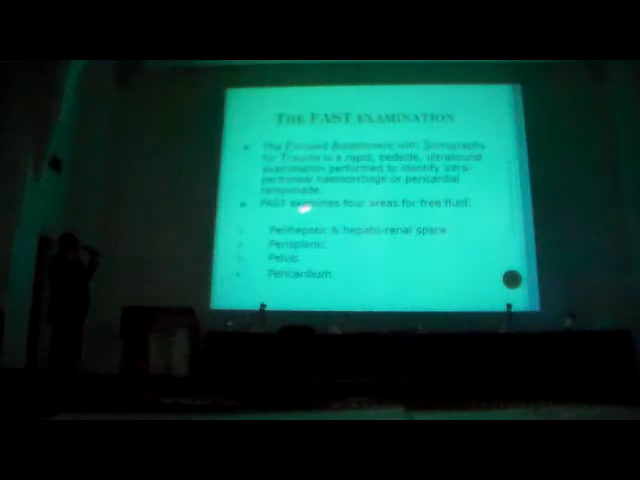 THE FAST EXAMINATION
The Focused Assessment with Sonography
for Trauma is a rapid, bedside, ultrasound
examination performed to identify intra-
peritoneal haemorrhage or pericardial
tamponade.
FAST examines four areas for free fluid:
Perihepatic & hepato-renal space
Perisplenic
Pelvis
Pericardium